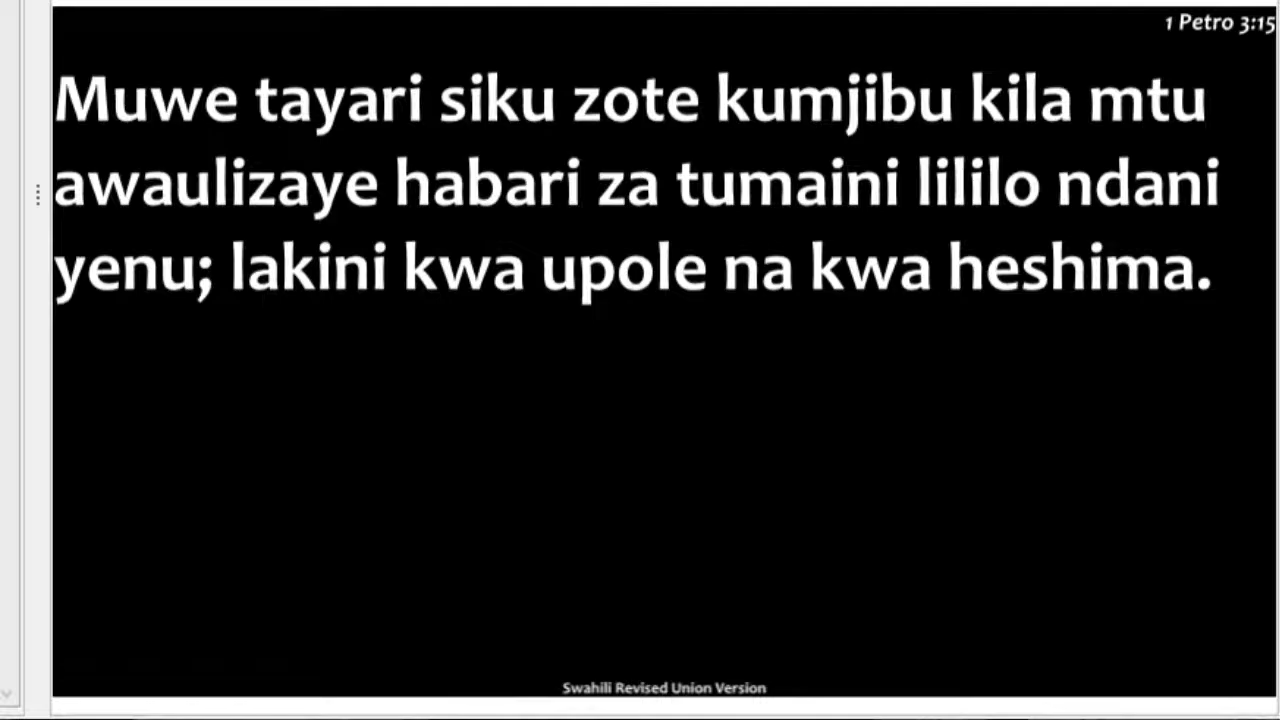 1 Petro 3:15
Muwe tayari siku zote kumjibu kila mtu
awaulizaye habari za tumaini lililo ndani
yenu; lakini kwa upole na kwa heshima.
Swahili Revised Union Version